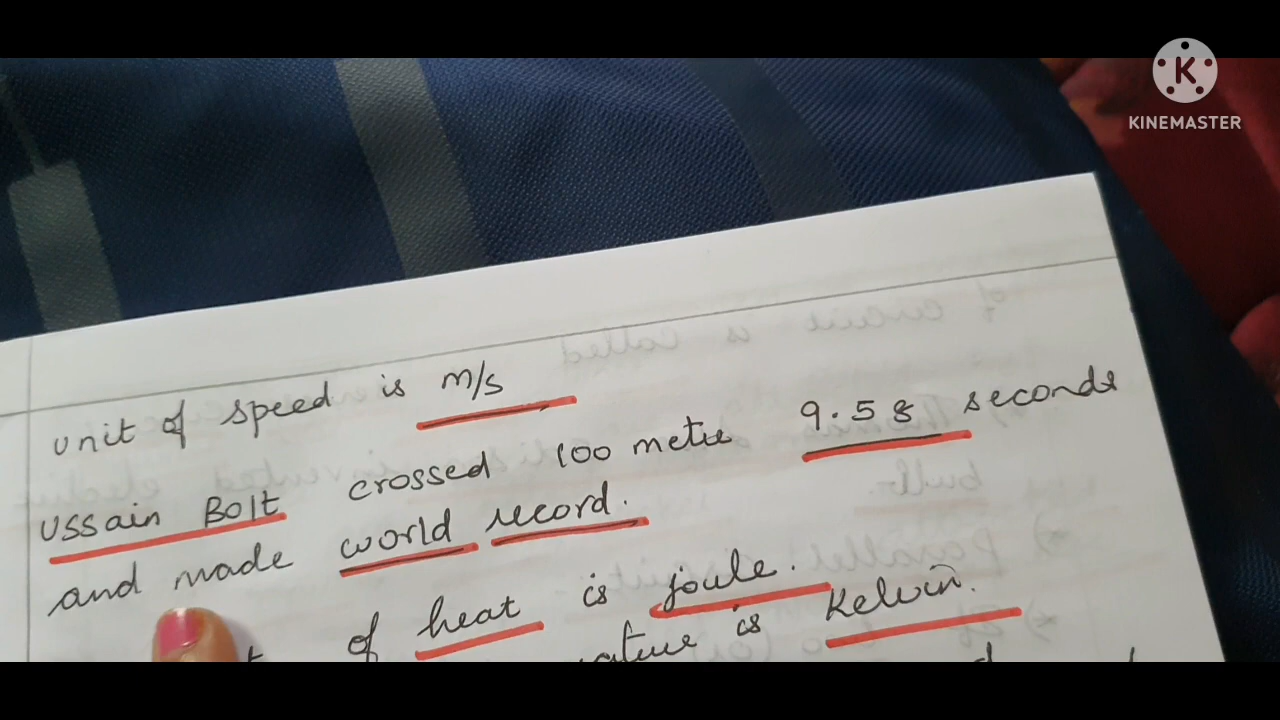 KINEMASTER
unit of speed is m/s
Ussain Bolt crossed 100 metre 9.58 seconds
and made world record.
of heat is joule.
is Kelvin.